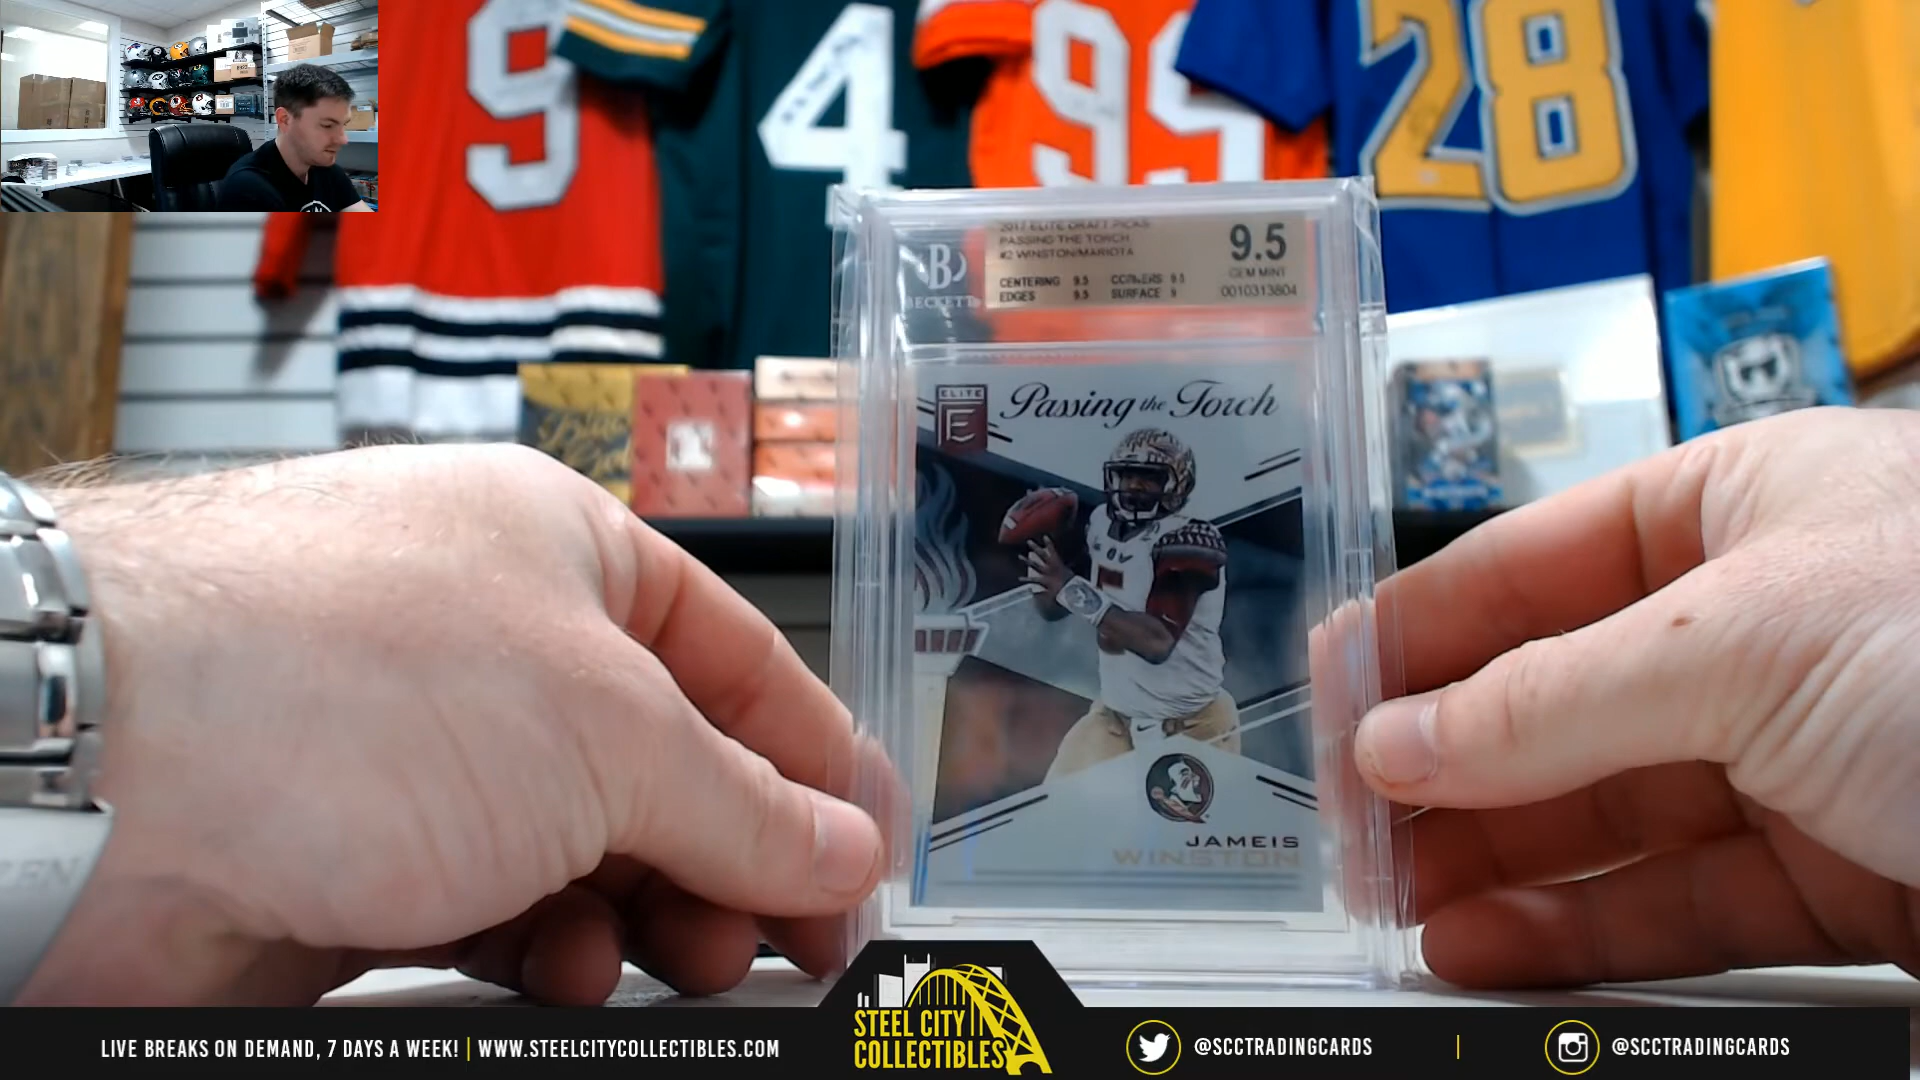 9
4
99
28
2017 ELITE DRAFT PICKS
PASSING THE TORCH
#2 WINSTON/MARIOTA
9.5
GEM MINT
CENTERING 9.5 CORNERS 9.5
EDGES 9.5 SURFACE 9
0010313804
B
BECKETT
ELITE
E
Passing the Torch
JAMEIS
WINSTON
STEEL CITY
COLLECTIBLES
LIVE BREAKS ON DEMAND, 7 DAYS A WEEK! | WWW.STEELCITYCOLLECTIBLES.COM
@SCCTRADINGCARDS | @SCCTRADINGCARDS